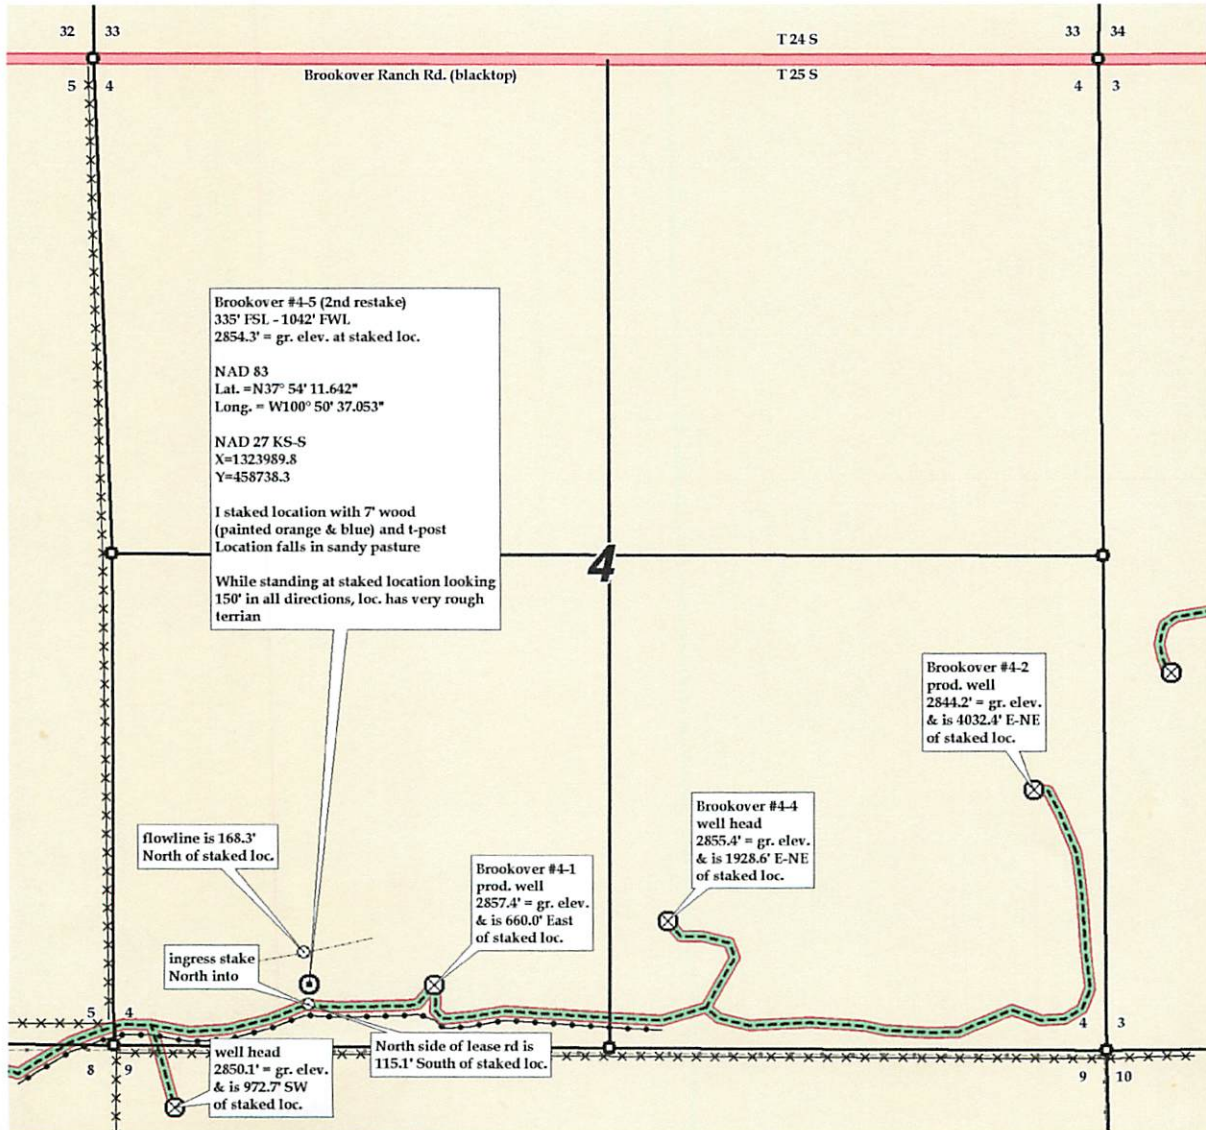 32 33
T 24 S
33 34
Brookover Ranch Rd. (blacktop)
T 25 S
5 4
4 3
Brookover #4-5 (2nd restake)
335' FSL - 1042' FWL
2854.3' = gr. elev. at staked loc.
NAD 83
Lat. =N37° 54' 11.642"
Long. = W100° 50' 37.053"
NAD 27 KS-S
X=1323989.8
Y=458738.3
I staked location with 7' wood
(painted orange & blue) and t-post
Location falls in sandy pasture
While standing at staked location looking
150' in all directions, loc. has very rough
terrian
4
Brookover #4-2
prod. well
2844.2' = gr. elev.
& is 4032.4' E-NE
of staked loc.
Brookover #4-4
well head
2855.4' = gr. elev.
& is 1928.6' E-NE
of staked loc.
flowline is 168.3'
North of staked loc.
Brookover #4-1
prod. well
2857.4' = gr. elev.
& is 660.0' East
of staked loc.
ingress stake
North into
5 4
4 3
North side of lease rd is
115.1' South of staked loc.
well head
2850.1' = gr. elev.
& is 972.7' SW
of staked loc.
8 9
9 10